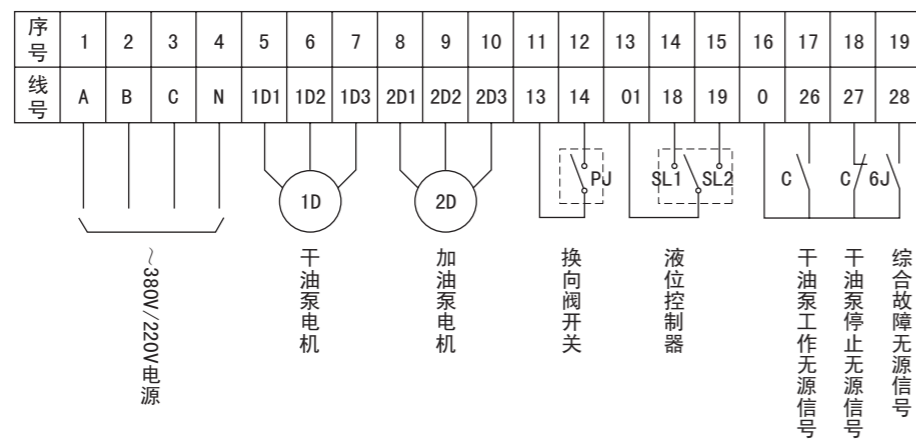 序号 1 2 3 4 5 6 7 8 9 10 11 12 13 14 15 16 17 18 19
线号 A B C N 1D1 1D2 1D3 2D1 2D2 2D3 13 14 01 18 19 0 26 27 28
PJ SL1 SL2 C C 6J
1D 2D
~380V/220V电源
干油泵电机
加油泵电机
换向阀开关
液位控制器
干油泵工作无源信号
干油泵停止无源信号
综合故障无源信号